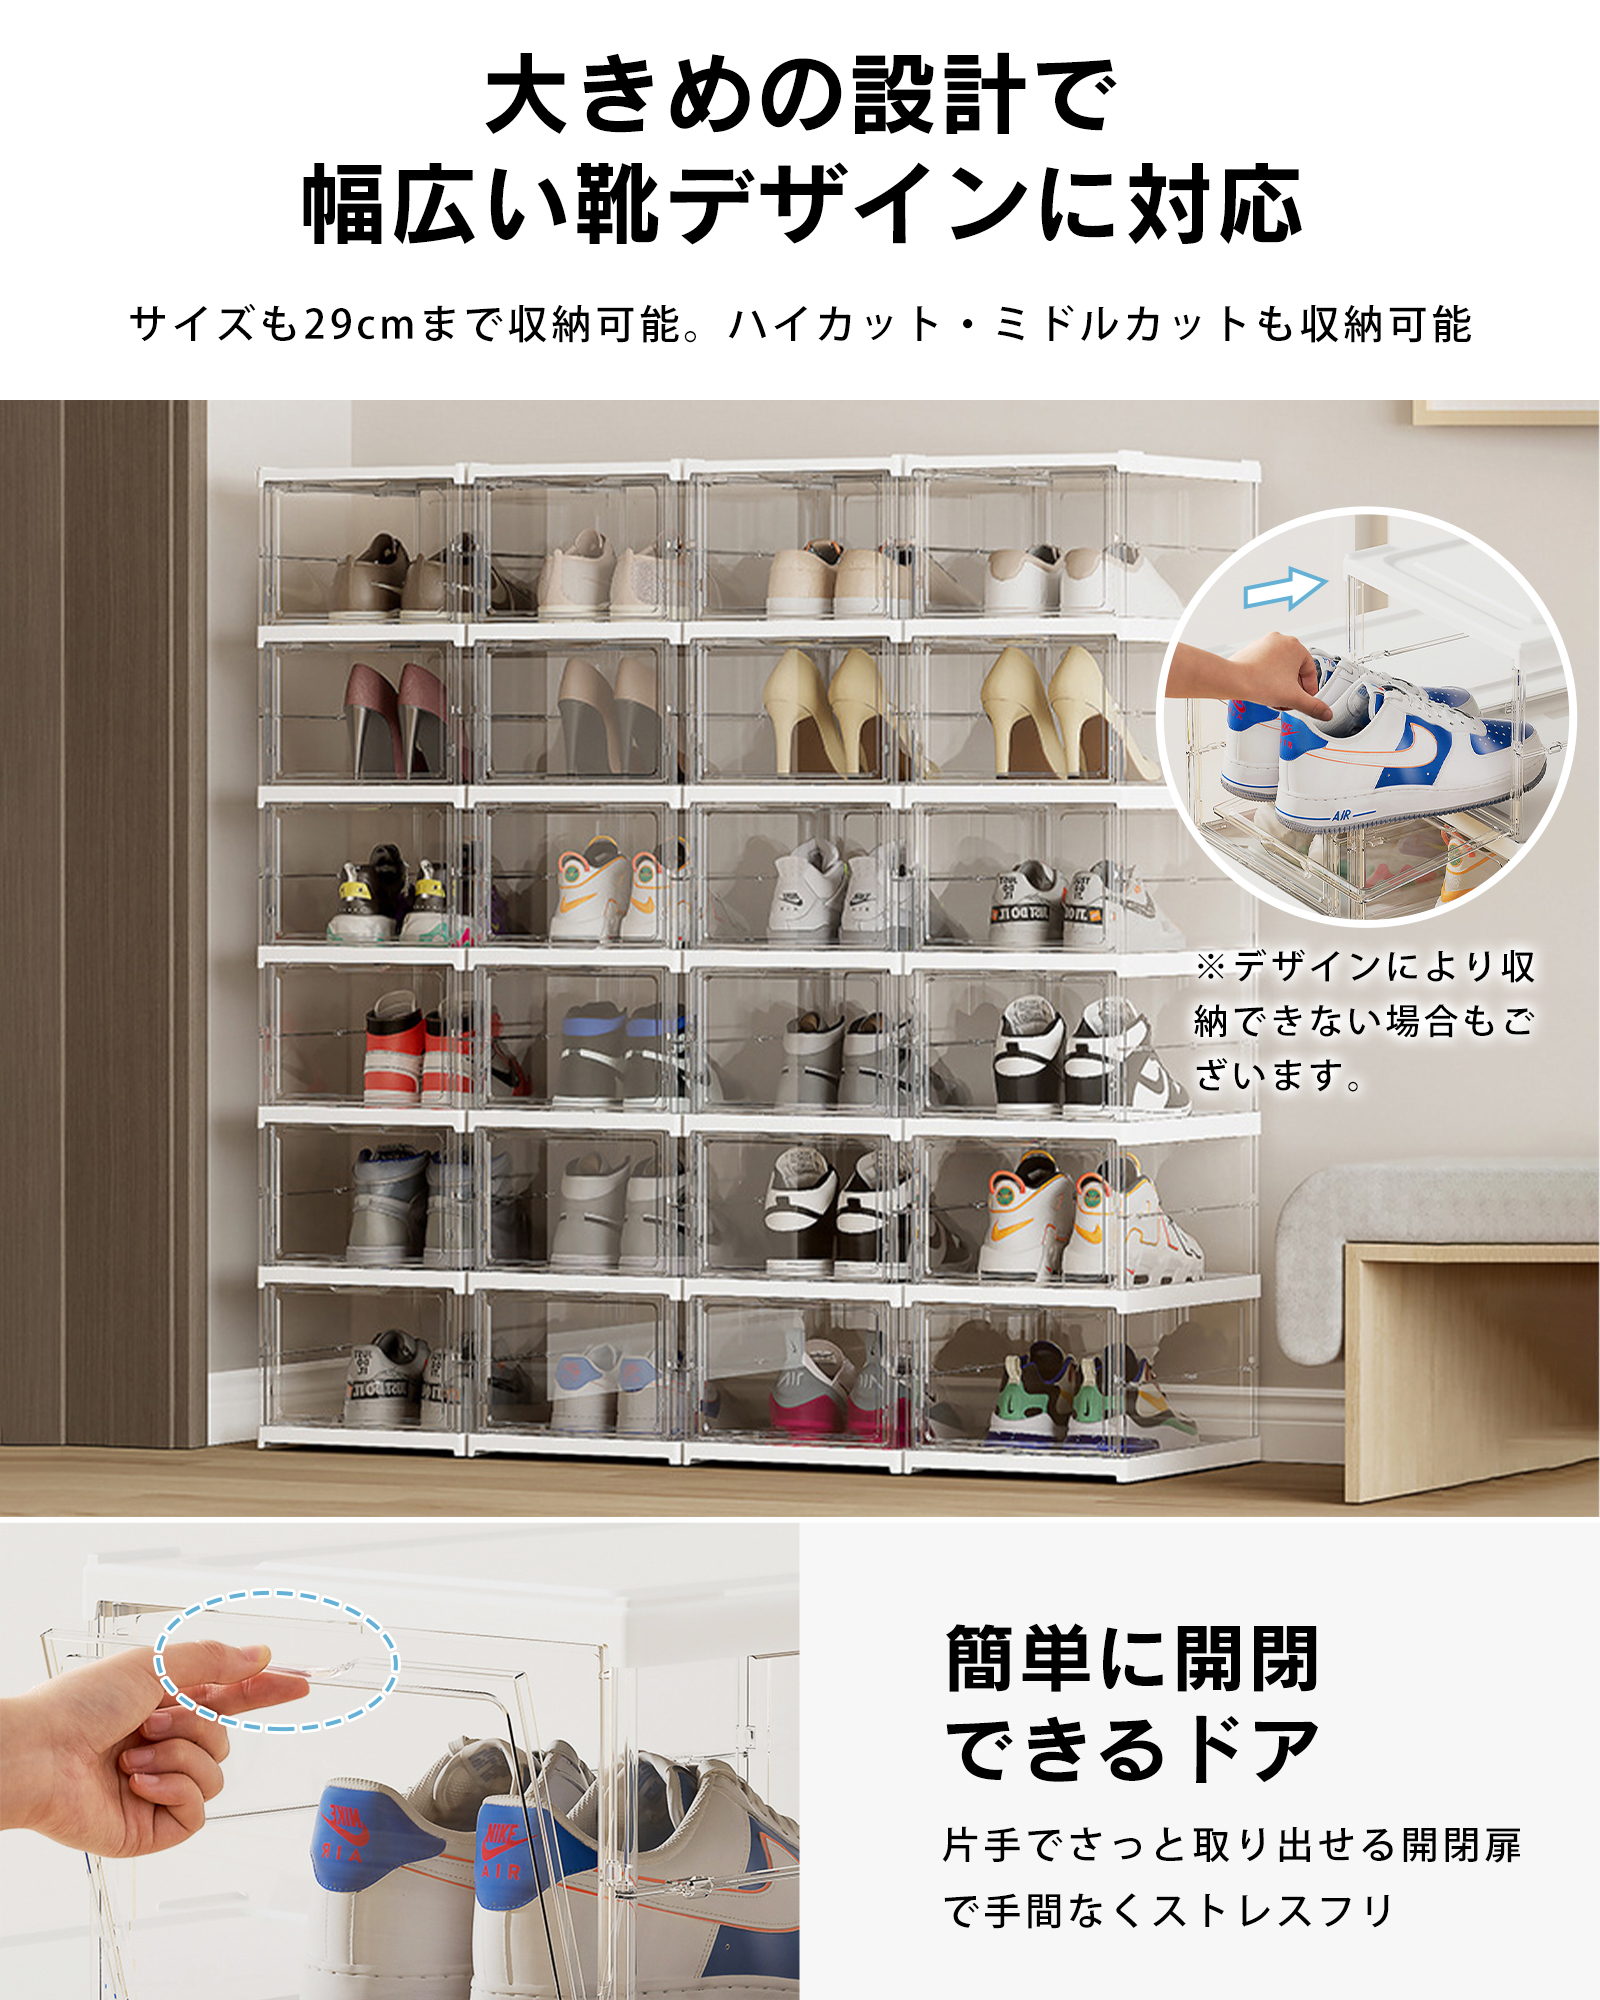 大きめの設計で
幅広い靴デザインに対応
サイズも29cmまで収納可能。ハイカット・ミドルカットも収納可能
AIR
※デザインにより収
納できない場合もご
ざいます。
簡単に開閉
できるドア
片手でさっと取り出せる開閉扉
で手間なくストレスフリ
NIKE
AIR
NIKE
AIR